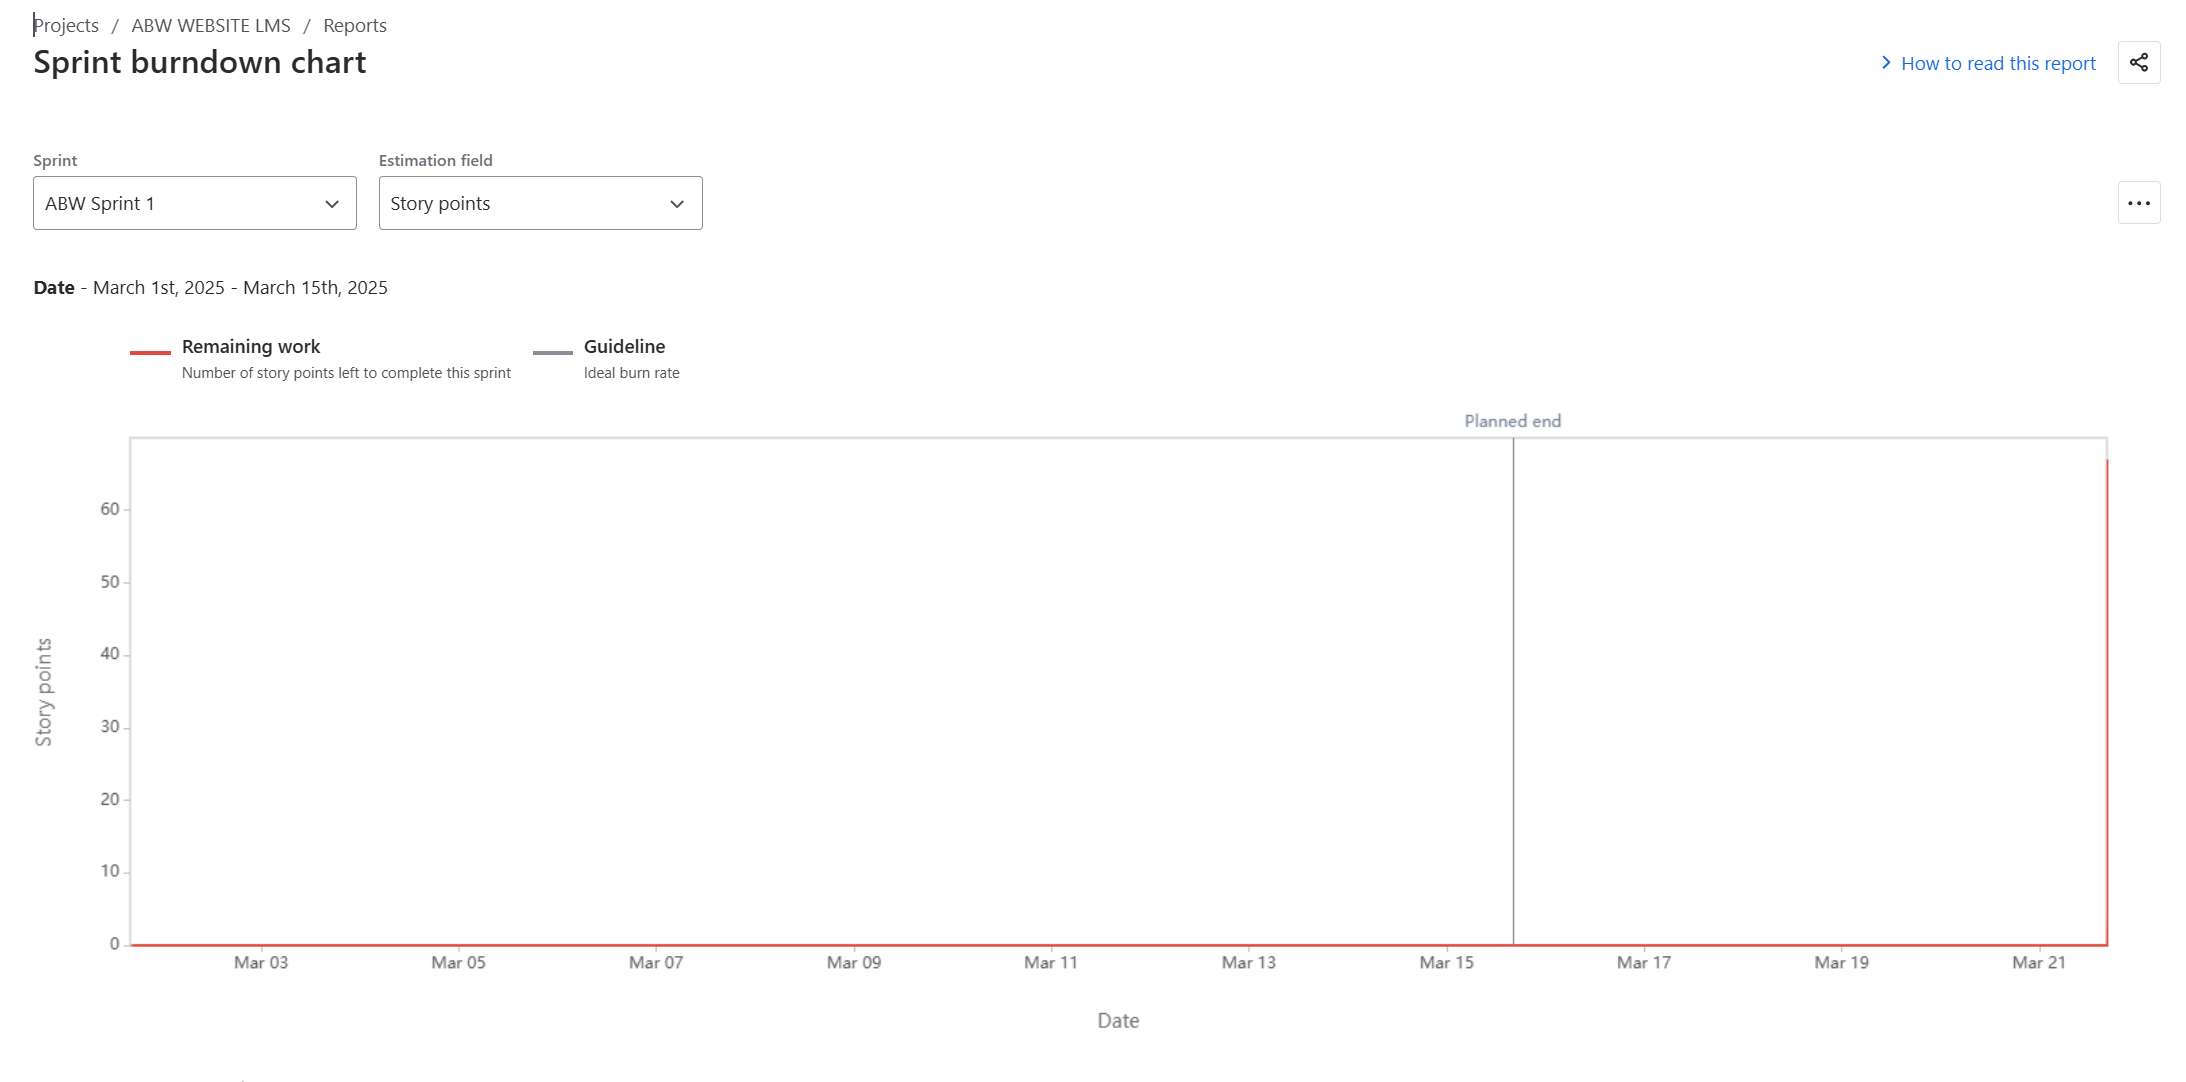 Projects / ABW WEBSITE LMS / Reports
Sprint burndown chart
How to read this report
Sprint
Estimation field
ABW Sprint 1
Story points
Date - March 1st, 2025 - March 15th, 2025
Remaining work
Number of story points left to complete this sprint
Guideline
Ideal burn rate
Planned end
60
50
40
30
20
10
0
Story points
Mar 03 Mar 05 Mar 07 Mar 09 Mar 11 Mar 13 Mar 15 Mar 17 Mar 19 Mar 21
Date